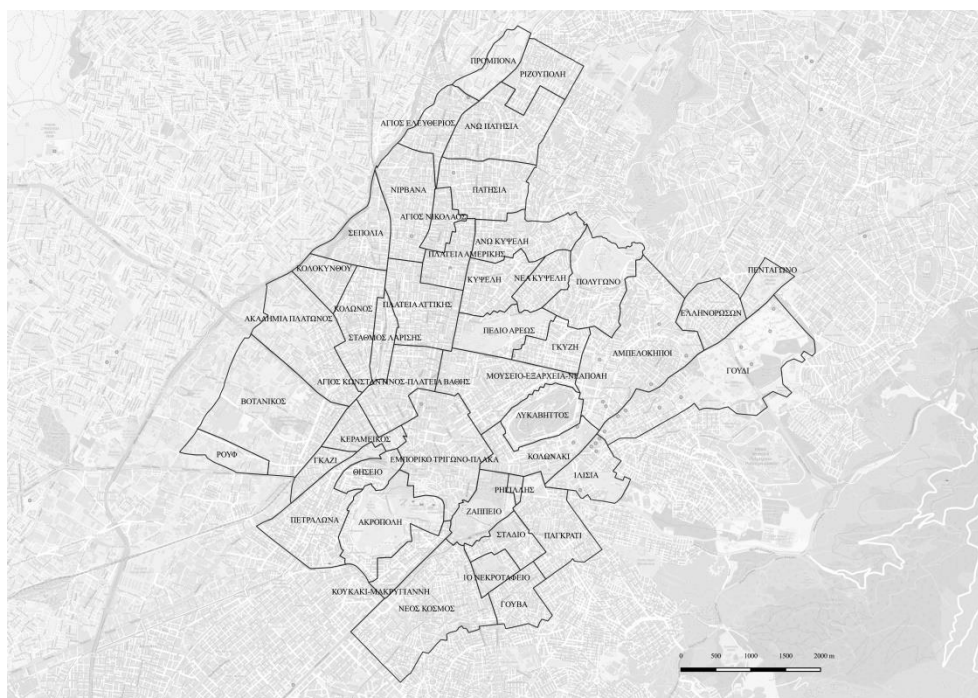 ΠΡΟΜΠΟΝΑ
ΡΙΖΟΥΠΟΛΗ
ΑΓΙΟΣ ΕΛΕΥΘΕΡΙΟΣ
ΑΝΩ ΠΑΤΗΣΙΑ
ΝΙΡΒΑΝΑ
ΠΑΤΗΣΙΑ
ΑΓΙΟΣ ΝΙΚΟΛΑΟΣ
ΣΕΠΟΛΙΑ
ΑΝΩ ΚΥΨΕΛΗ
ΠΛΑΤΕΙΑ ΑΜΕΡΙΚΗΣ
ΚΟΛΟΚΥΝΘΟΥ
ΠΕΝΤΑΓΩΝΟ
ΚΥΨΕΛΗ
ΝΕΑ ΚΥΨΕΛΗ
ΠΟΛΥΓΩΝΟ
ΚΟΛΩΝΟΣ
ΠΛΑΤΕΙΑ ΑΤΤΙΚΗΣ
ΑΚΑΔΗΜΙΑ ΠΛΑΤΩΝΟΣ
ΕΛΛΗΝΟΡΩΣΩΝ
ΣΤΑΘΜΟΣ ΛΑΡΙΣΗΣ
ΠΕΔΙΟ ΑΡΕΩΣ
ΓΚΥΖΗ
ΑΜΠΕΛΟΚΗΠΟΙ
ΓΟΥΔΙ
ΑΓΙΟΣ ΚΩΝΣΤΑΝΤΙΝΟΣ-ΠΛΑΤΕΙΑ ΒΑΘΗΣ
ΜΟΥΣΕΙΟ-ΕΞΑΡΧΕΙΑ-ΝΕΑΠΟΛΗ
ΒΟΤΑΝΙΚΟΣ
ΛΥΚΑΒΗΤΤΟΣ
ΚΕΡΑΜΕΙΚΟΣ
ΡΟΥΦ
ΓΚΑΖΙ
ΕΜΠΟΡΙΚΟ ΤΡΙΓΩΝΟ-ΠΛΑΚΑ
ΚΟΛΩΝΑΚΙ
ΘΗΣΕΙΟ
ΙΛΙΣΙΑ
ΡΗΓΙΛΛΗΣ
ΠΕΤΡΑΛΩΝΑ
ΑΚΡΟΠΟΛΗ
ΖΑΠΠΕΙΟ
ΣΤΑΔΙΟ
ΠΑΓΚΡΑΤΙ
1Ο ΝΕΚΡΟΤΑΦΕΙΟ
ΚΟΥΚΑΚΙ-ΜΑΚΡΥΓΙΑΝΝΗ
ΝΕΟΣ ΚΟΣΜΟΣ
ΓΟΥΒΑ
0 500 1000 1500 2000 m